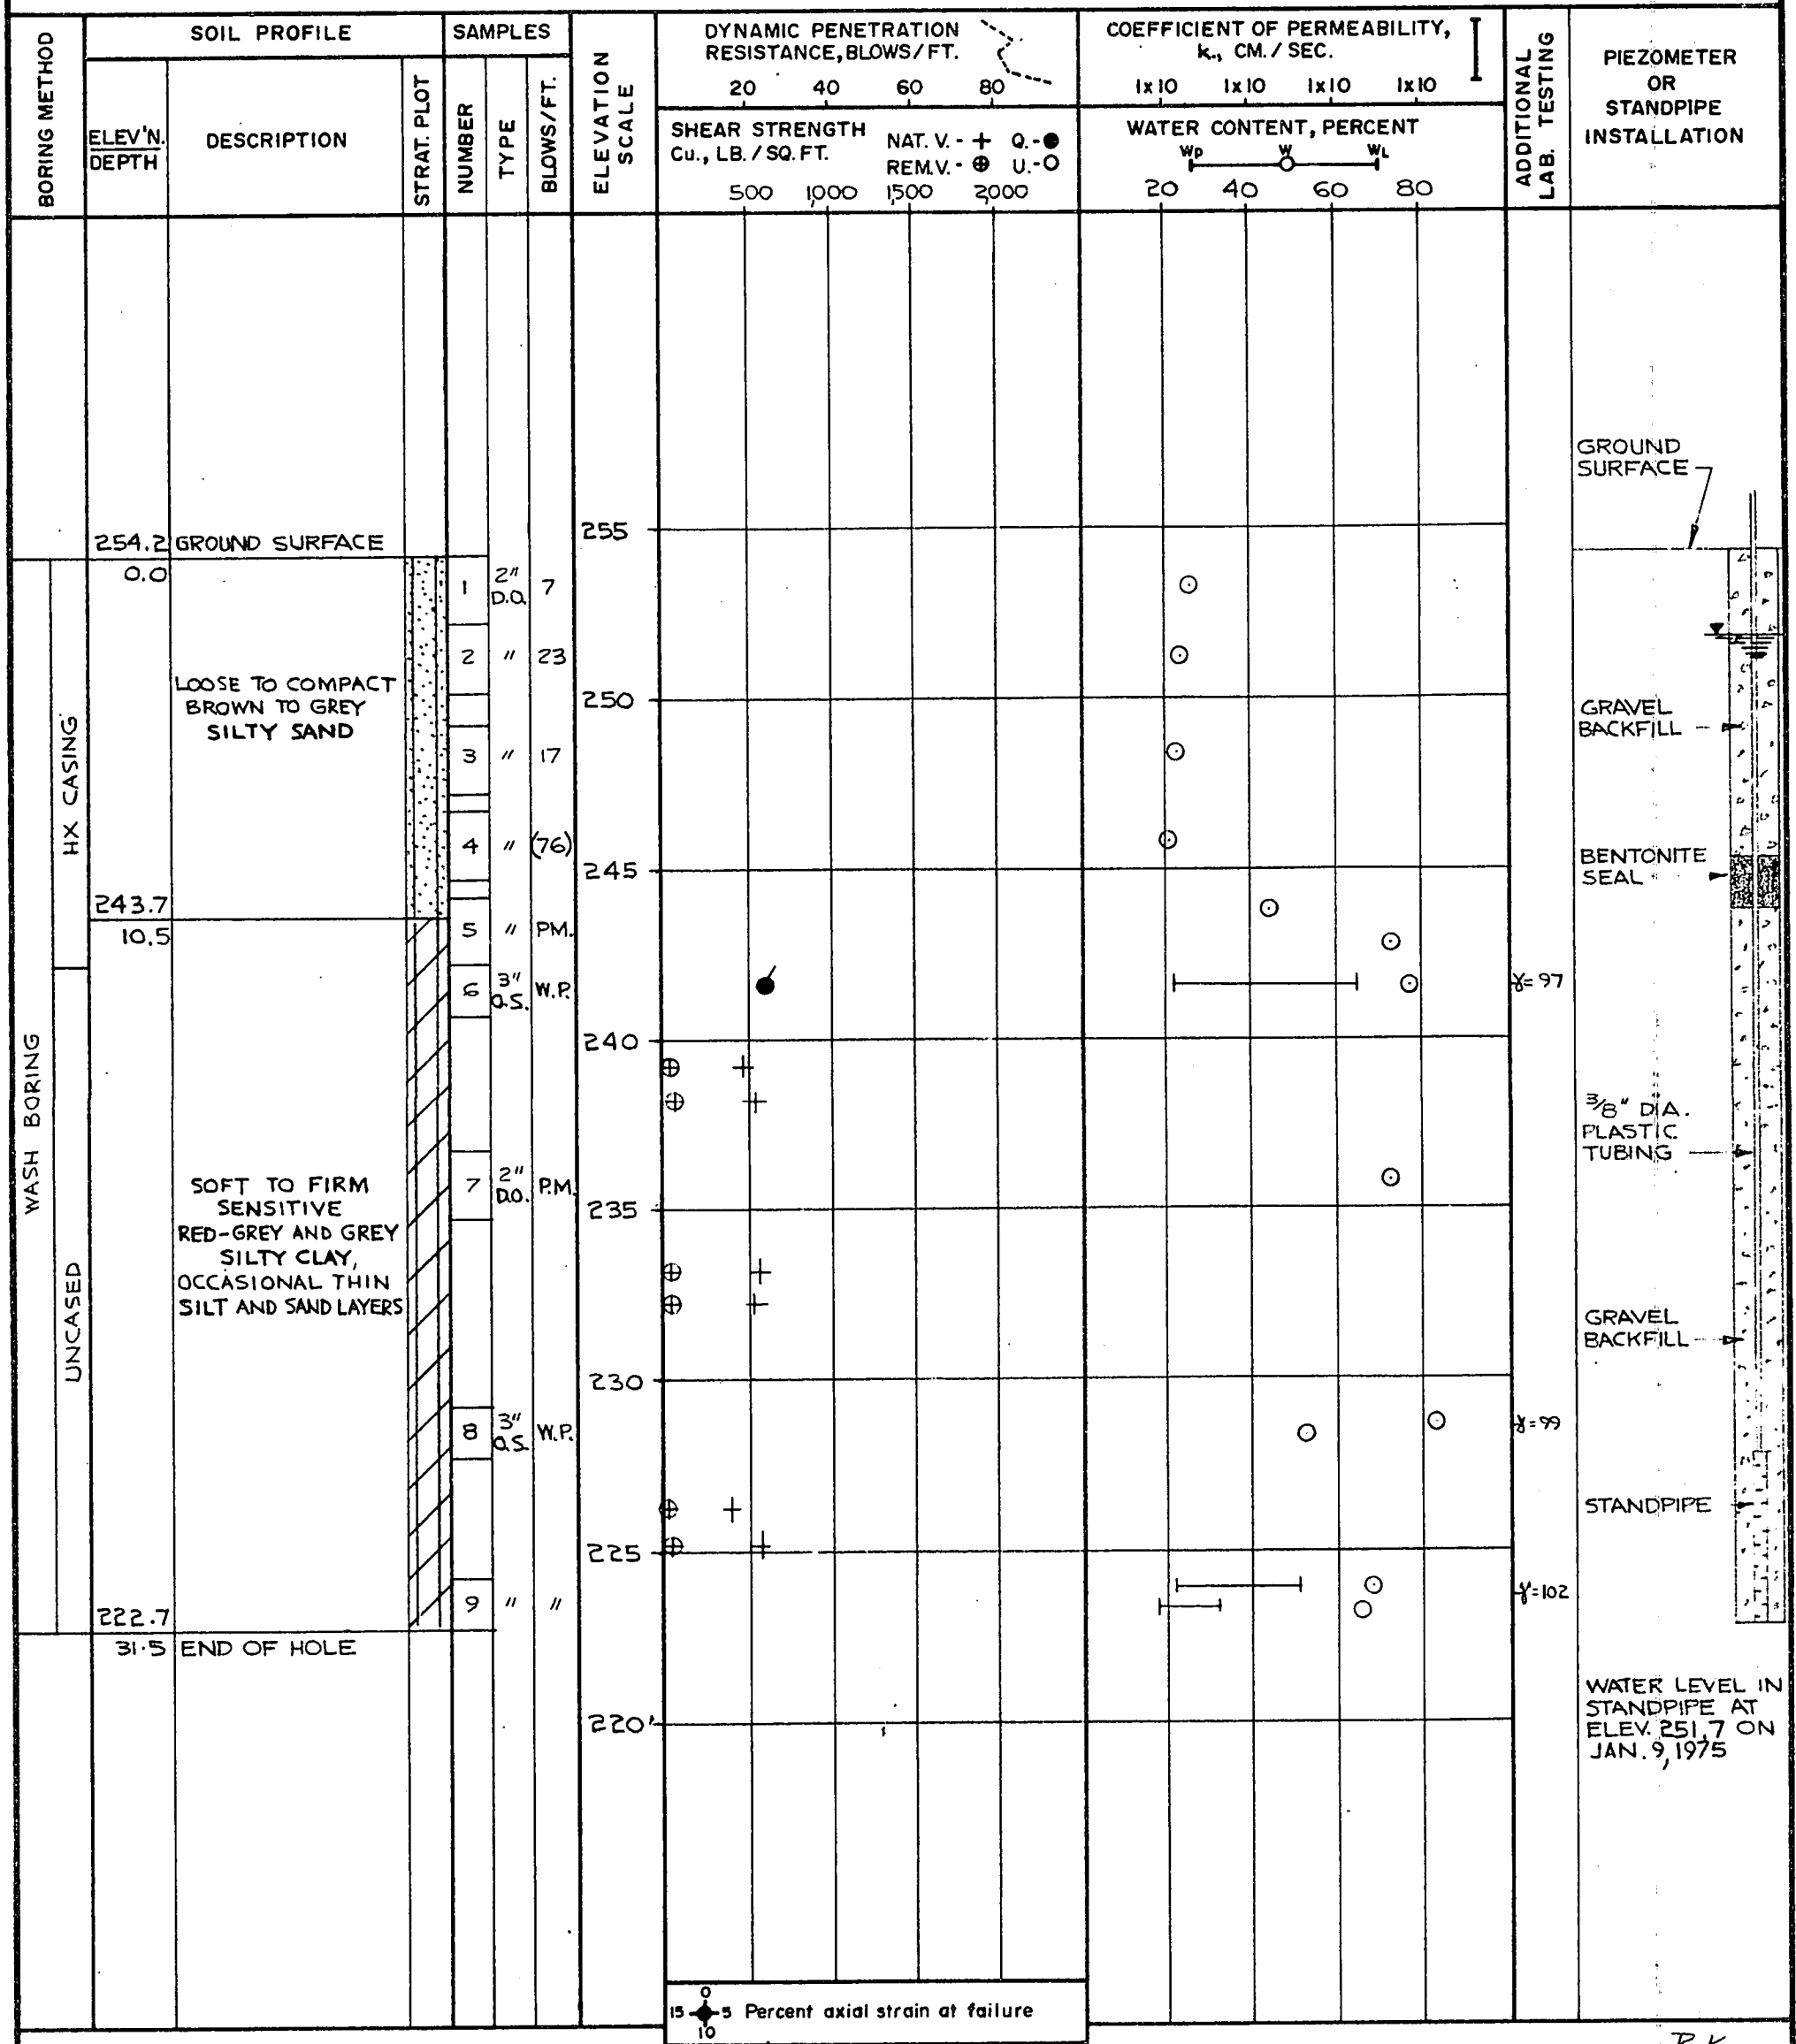 BORING METHOD
SOIL PROFILE
ELEV'N.
DEPTH
DESCRIPTION
STRAT. PLOT
SAMPLES
NUMBER
TYPE
BLOWS/FT.
ELEVATION
SCALE
DYNAMIC PENETRATION
RESISTANCE, BLOWS/FT.
20 40 60 80
SHEAR STRENGTH
Cu., LB./SQ. FT.
NAT. V. - + Q. - ●
REM.V. - ⊕ U. - O
500 1,000 1,500 2,000
COEFFICIENT OF PERMEABILITY,
k., CM./SEC.
1x10 1x10 1x10 1x10
WATER CONTENT, PERCENT
Wp W WL
20 40 60 80
ADDITIONAL
LAB. TESTING
PIEZOMETER
OR
STANDPIPE
INSTALLATION
WASH BORING
HX CASING
UNCASED
254.2 GROUND SURFACE
0.0
LOOSE TO COMPACT
BROWN TO GREY
SILTY SAND
243.7
10.5
SOFT TO FIRM
SENSITIVE
RED-GREY AND GREY
SILTY CLAY,
OCCASIONAL THIN
SILT AND SAND LAYERS
222.7
31.5 END OF HOLE
1 2" D.O. 7
2 " 23
3 " 17
4 " (76)
5 " PM.
6 3" O.S. W.P.
7 2" D.O. P.M.
8 3" O.S. W.P.
9 " "
255
250
245
240
235
230
225
220
γ=97
γ=99
γ=102
GROUND
SURFACE
GRAVEL
BACKFILL
BENTONITE
SEAL
3/8" DIA.
PLASTIC
TUBING
GRAVEL
BACKFILL
STANDPIPE
WATER LEVEL IN
STANDPIPE AT
ELEV. 251.7 ON
JAN. 9, 1975
0
15 5 Percent axial strain at failure
10